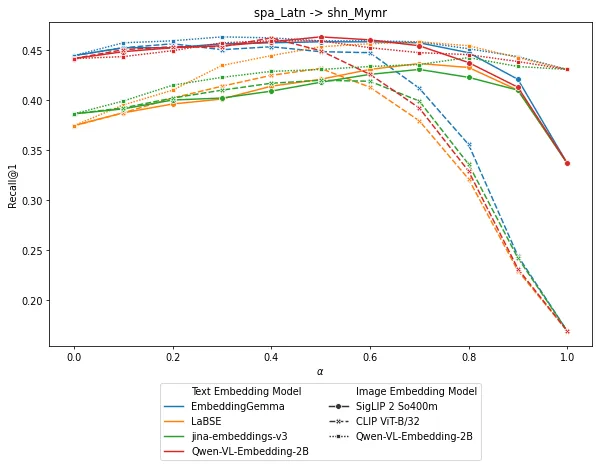 spa_Latn -> shn_Mymr
Recall@1
0.45
0.40
0.35
0.30
0.25
0.20
0.0
0.2
0.4
0.6
0.8
1.0
α
Text Embedding Model
EmbeddingGemma
LaBSE
jina-embeddings-v3
Qwen-VL-Embedding-2B
Image Embedding Model
SigLIP 2 So400m
CLIP ViT-B/32
Qwen-VL-Embedding-2B